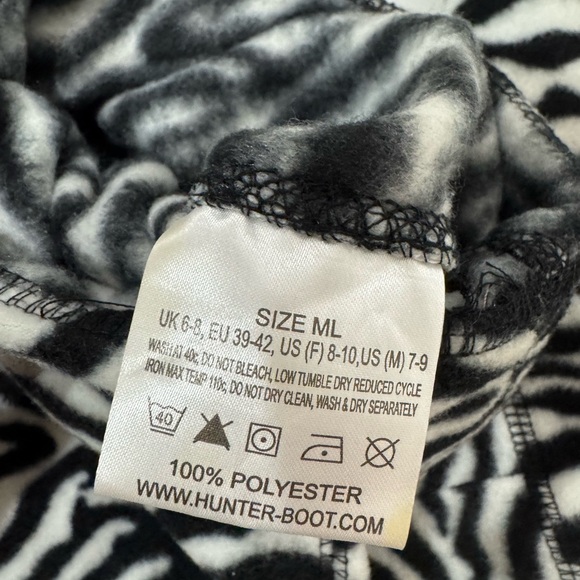 SIZE ML
UK 6-8, EU 39-42, US (F) 8-10,US (M) 7-9
WASH AT 40c, DO NOT BLEACH, LOW TUMBLE DRY REDUCED CYCLE
IRON MAX TEMP 110c, DO NOT DRY CLEAN, WASH & DRY SEPARATELY
40
100% POLYESTER
WWW.HUNTER-BOOT.COM